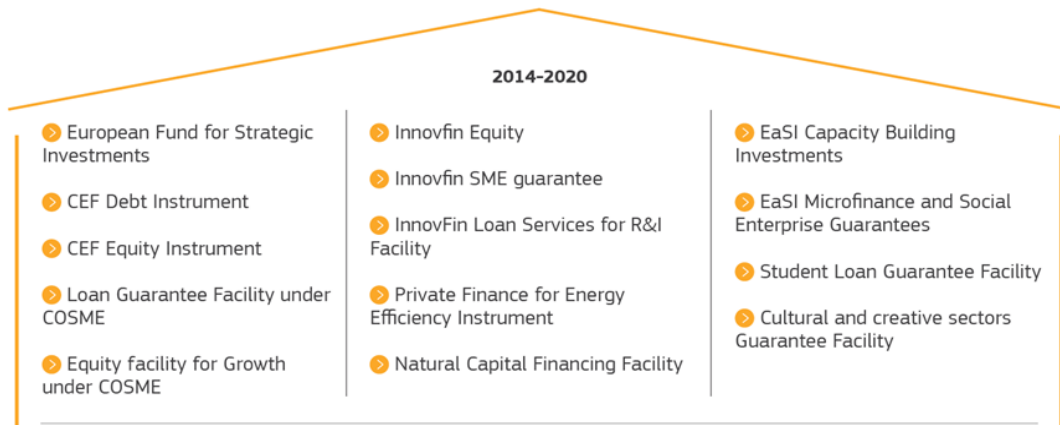 2014-2020
European Fund for Strategic
Investments
CEF Debt Instrument
CEF Equity Instrument
Loan Guarantee Facility under
COSME
Equity facility for Growth
under COSME
Innovfin Equity
Innovfin SME guarantee
InnovFin Loan Services for R&I
Facility
Private Finance for Energy
Efficiency Instrument
Natural Capital Financing Facility
EaSI Capacity Building
Investments
EaSI Microfinance and Social
Enterprise Guarantees
Student Loan Guarantee Facility
Cultural and creative sectors
Guarantee Facility